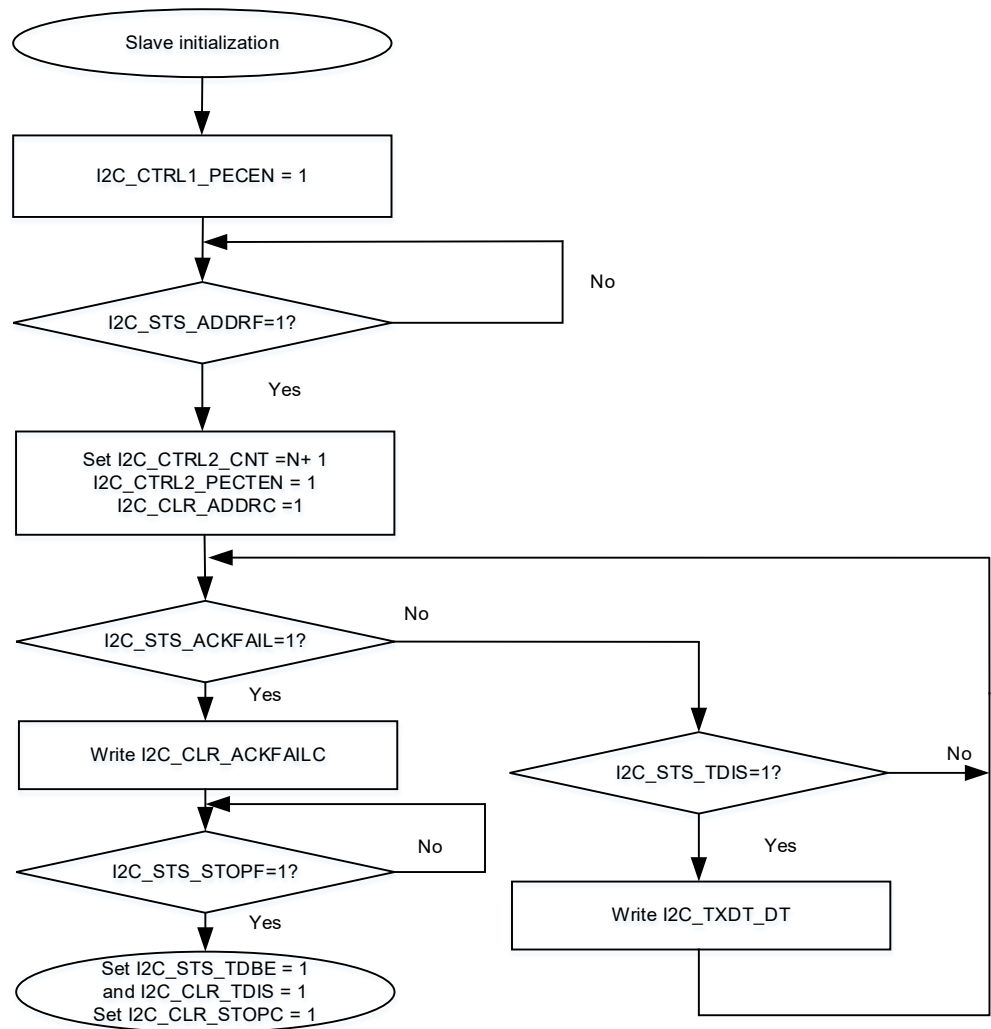 Slave initialization
I2C_CTRL1_PECEN = 1
No
I2C_STS_ADDRF=1?
Yes
Set I2C_CTRL2_CNT =N+ 1
I2C_CTRL2_PECTEN = 1
I2C_CLR_ADDRC =1
No
I2C_STS_ACKFAIL=1?
Yes
Write I2C_CLR_ACKFAILC
No
I2C_STS_TDIS=1?
No
Yes
I2C_STS_STOPF=1?
Write I2C_TXDT_DT
Yes
Set I2C_STS_TDBE = 1
and I2C_CLR_TDIS = 1
Set I2C_CLR_STOPC = 1